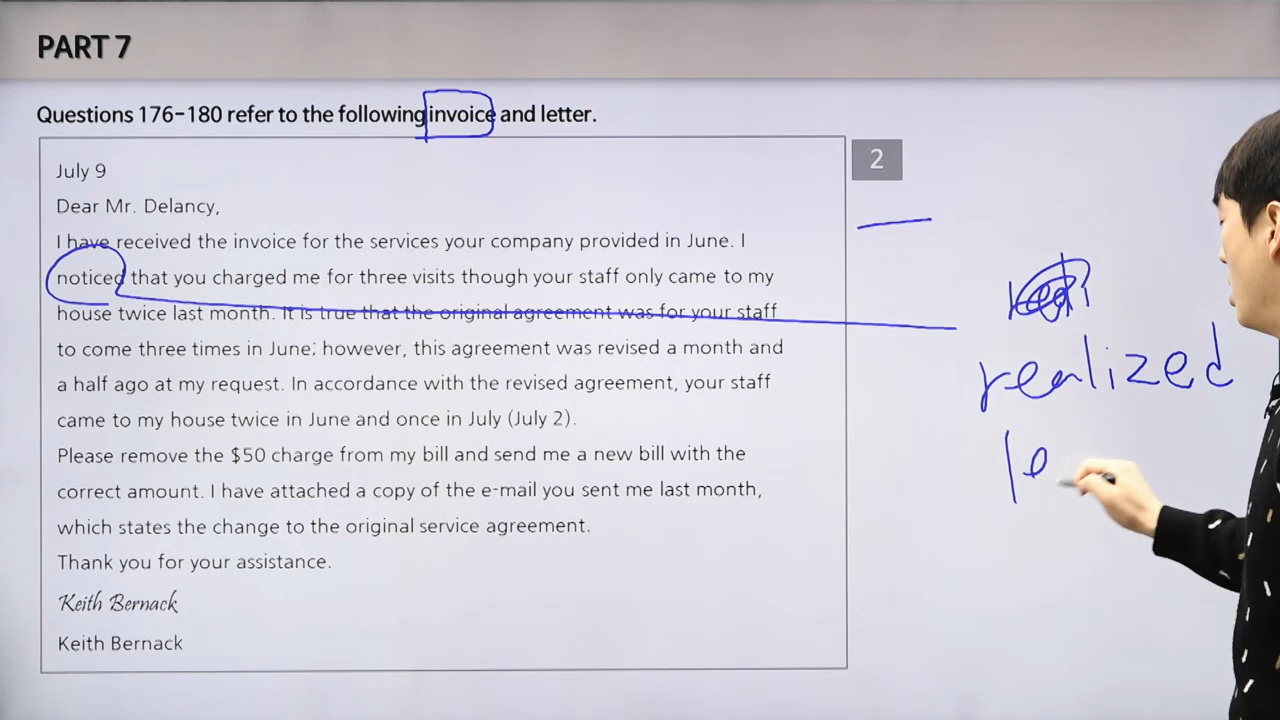 PART 7
Questions 176-180 refer to the following invoice and letter.
2
July 9
Dear Mr. Delancy,
I have received the invoice for the services your company provided in June. I
noticed that you charged me for three visits though your staff only came to my
house twice last month. It is true that the original agreement was for your staff
to come three times in June; however, this agreement was revised a month and
a half ago at my request. In accordance with the revised agreement, your staff
came to my house twice in June and once in July (July 2).
Please remove the $50 charge from my bill and send me a new bill with the
correct amount. I have attached a copy of the e-mail you sent me last month,
which states the change to the original service agreement.
Thank you for your assistance.
Keith Bernack
Keith Bernack
realized
le